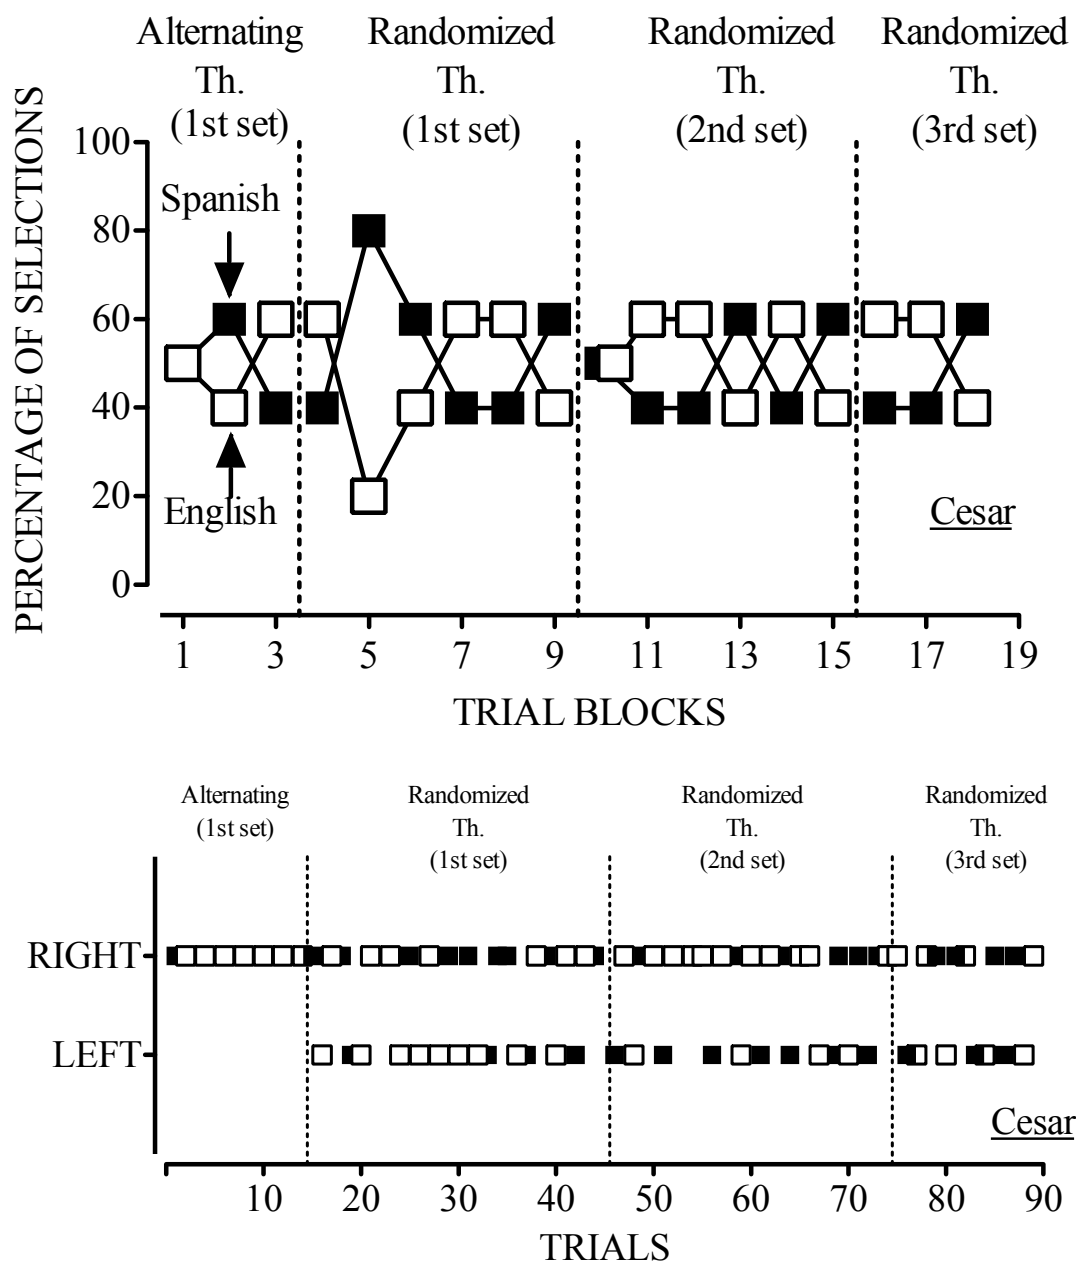 Alternating Randomized Randomized Randomized
Th. Th. Th. Th.
(1st set) (1st set) (2nd set) (3rd set)
PERCENTAGE OF SELECTIONS
100
80
60
40
20
0
Spanish
English
Cesar
1 3 5 7 9 11 13 15 17 19
TRIAL BLOCKS
Alternating Randomized Randomized Randomized
(1st set) Th. Th. Th.
(1st set) (2nd set) (3rd set)
RIGHT
LEFT
Cesar
10 20 30 40 50 60 70 80 90
TRIALS